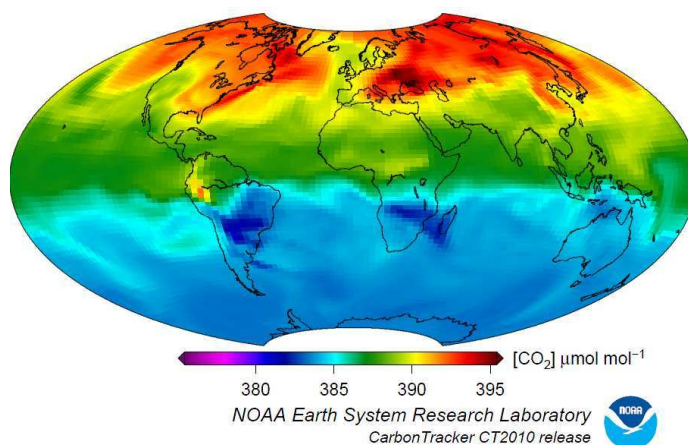 [CO₂] μmol mol⁻¹
380 385 390 395
NOAA Earth System Research Laboratory
CarbonTracker CT2010 release
NOAA